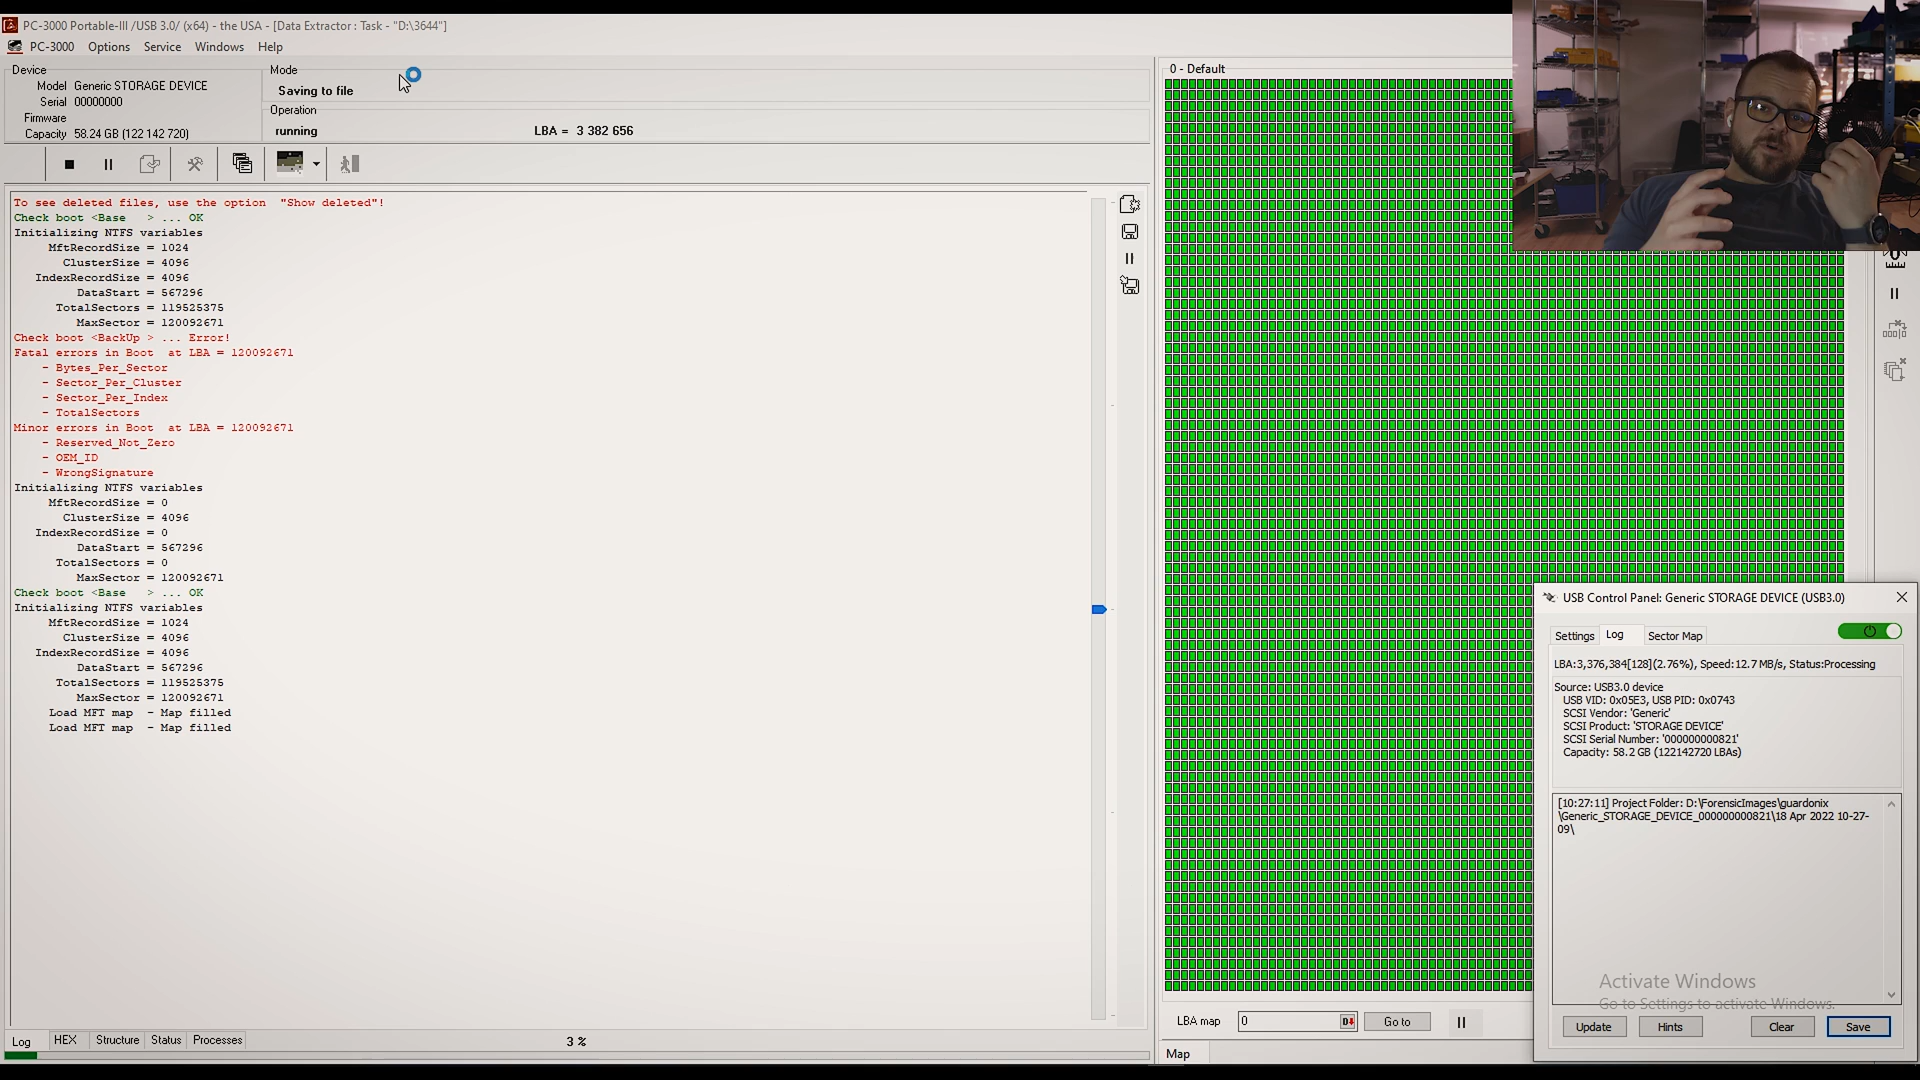 PC-3000 Portable-III /USB 3.0/ (x64) - the USA - [Data Extractor : Task - "D:\3644"]
PC-3000 Options Service Windows Help
Device
Model Generic STORAGE DEVICE
Serial 00000000
Firmware
Capacity 58.24 GB (122 142 720)
Mode
Saving to file
Operation
running LBA = 3 382 656
To see deleted files, use the option "Show deleted"!
Check boot <Base > ... OK
Initializing NTFS variables
MftRecordSize = 1024
ClusterSize = 4096
IndexRecordSize = 4096
DataStart = 567296
TotalSectors = 119525375
MaxSector = 120092671
Check boot <BackUp > ... Error!
Fatal errors in Boot at LBA = 120092671
- Bytes_Per_Sector
- Sector_Per_Cluster
- Sector_Per_Index
- TotalSectors
Minor errors in Boot at LBA = 120092671
- Reserved_Not_Zero
- OEM_ID
- WrongSignature
Initializing NTFS variables
MftRecordSize = 0
ClusterSize = 4096
IndexRecordSize = 0
DataStart = 567296
TotalSectors = 0
MaxSector = 120092671
Check boot <Base > ... OK
Initializing NTFS variables
MftRecordSize = 1024
ClusterSize = 4096
IndexRecordSize = 4096
DataStart = 567296
TotalSectors = 119525375
MaxSector = 120092671
Load MFT map - Map filled
Load MFT map - Map filled
Log HEX Structure Status Processes
3 %
0 - Default
LBA map 0 Go to
Map
USB Control Panel: Generic STORAGE DEVICE (USB3.0)
Settings Log Sector Map
LBA:3,376,384[128](2.76%), Speed:12.7 MB/s, Status:Processing
Source: USB3.0 device
USB VID: 0x05E3, USB PID: 0x0743
SCSI Vendor: 'Generic'
SCSI Product: 'STORAGE DEVICE'
SCSI Serial Number: '000000000821'
Capacity: 58.2 GB (122142720 LBAs)
[10:27:11] Project Folder: D:\ForensicImages\guardonix
\Generic_STORAGE_DEVICE_000000000821\18 Apr 2022 10-27-
09\
Activate Windows
Go to Settings to activate Windows.
Update Hints Clear Save